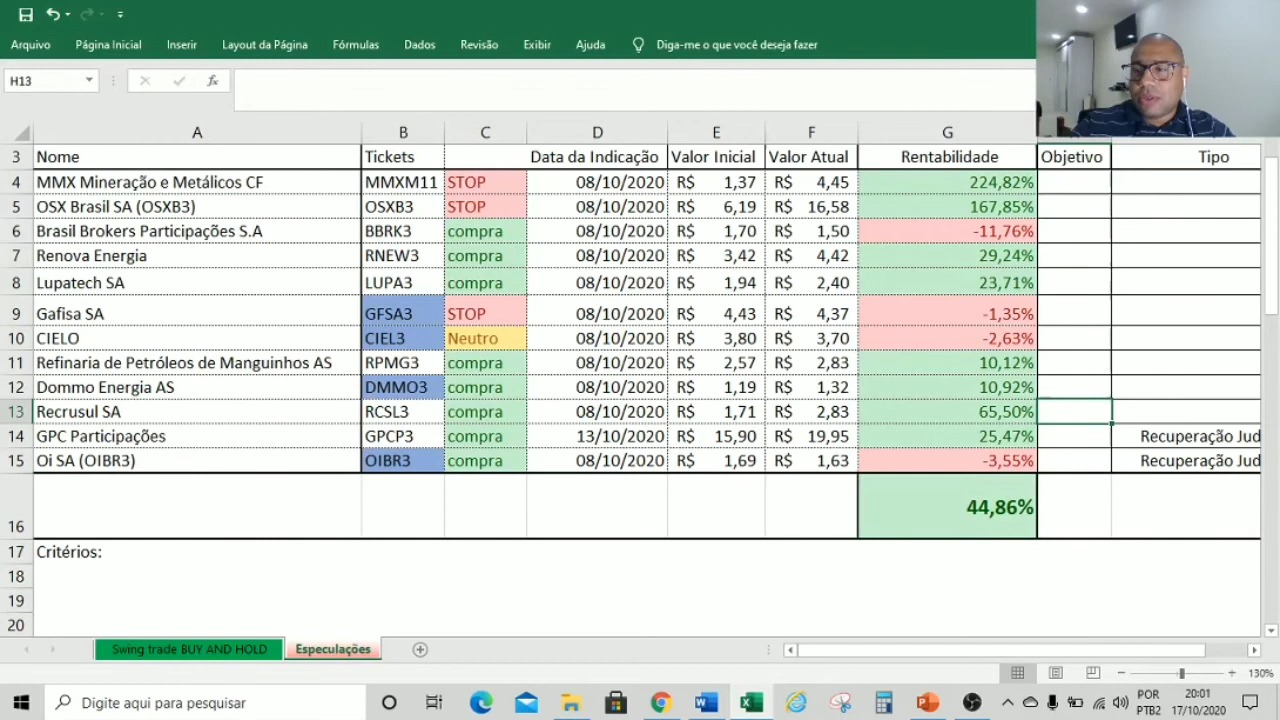 Arquivo Página Inicial Inserir Layout da Página Fórmulas Dados Revisão Exibir Ajuda Diga-me o que você deseja fazer
H13 fx
A B C D E F G
3 Nome Tickets Data da Indicação Valor Inicial Valor Atual Rentabilidade Objetivo Tipo
4 MMX Mineração e Metálicos CF MMXM11 STOP 08/10/2020 R$ 1,37 R$ 4,45 224,82%
5 OSX Brasil SA (OSXB3) OSXB3 STOP 08/10/2020 R$ 6,19 R$ 16,58 167,85%
6 Brasil Brokers Participações S.A BBRK3 compra 08/10/2020 R$ 1,70 R$ 1,50 -11,76%
7 Renova Energia RNEW3 compra 08/10/2020 R$ 3,42 R$ 4,42 29,24%
8 Lupatech SA LUPA3 compra 08/10/2020 R$ 1,94 R$ 2,40 23,71%
9 Gafisa SA GFSA3 STOP 08/10/2020 R$ 4,43 R$ 4,37 -1,35%
10 CIELO CIEL3 Neutro 08/10/2020 R$ 3,80 R$ 3,70 -2,63%
11 Refinaria de Petróleos de Manguinhos AS RPMG3 compra 08/10/2020 R$ 2,57 R$ 2,83 10,12%
12 Dommo Energia AS DMMO3 compra 08/10/2020 R$ 1,19 R$ 1,32 10,92%
13 Recrusul SA RCSL3 compra 08/10/2020 R$ 1,71 R$ 2,83 65,50%
14 GPC Participações GPCP3 compra 13/10/2020 R$ 15,90 R$ 19,95 25,47% Recuperação Jud
15 Oi SA (OIBR3) OIBR3 compra 08/10/2020 R$ 1,69 R$ 1,63 -3,55% Recuperação Jud
16 44,86%
17 Critérios:
18
19
20
Swing trade BUY AND HOLD Especulações
130%
Digite aqui para pesquisar POR 20:01
PTB2 17/10/2020